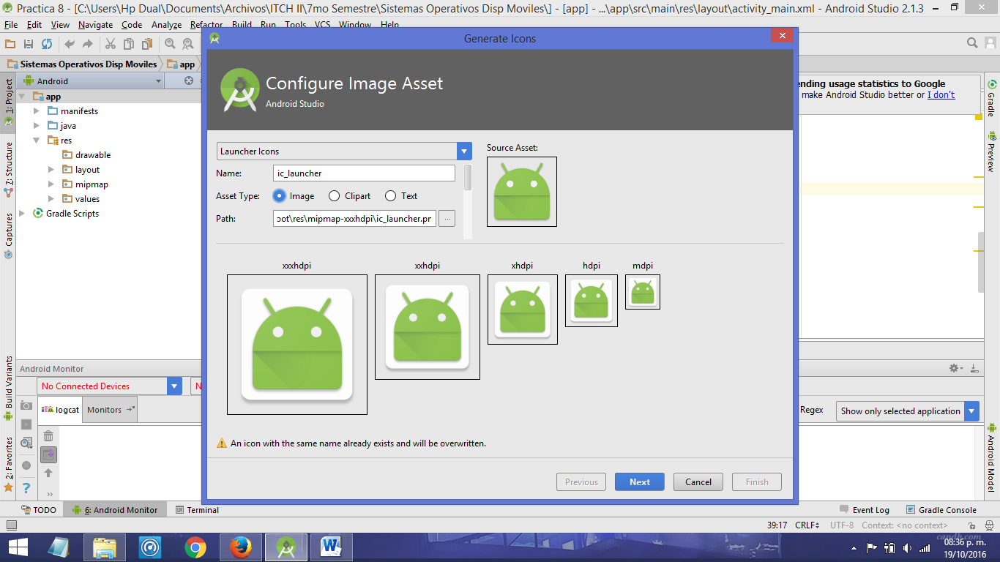 Practica 8 - [C:\Users\Hp Dual\Documents\Archivos\ITCH II\7mo Semestre\Sistemas Operativos Disp Moviles\] - [app] - ...\app\src\main\res\layout\activity_main.xml - Android Studio 2.1.3
File Edit View Navigate Code Analyze Refactor Build Run Tools VCS Window Help
Generate Icons
Sistemas Operativos Disp Moviles app
Configure Image Asset
Android Studio
1: Project
7: Structure
Captures
Build Variants
2: Favorites
Android
app
manifests
java
res
drawable
layout
mipmap
values
Gradle Scripts
ending usage statistics to Google
make Android Studio better or I don't
Gradle
Preview
Android Model
Launcher Icons
Source Asset:
Name: ic_launcher
Asset Type: Image Clipart Text
Path: oot\res\mipmap-xxxhdpi\ic_launcher.pn ...
xxxhdpi xxhdpi xhdpi hdpi mdpi
An icon with the same name already exists and will be overwritten.
Previous Next Cancel Finish
Android Monitor
No Connected Devices N
logcat Monitors
Regex Show only selected application
TODO 6: Android Monitor Terminal Event Log Gradle Console
39:17 CRLF UTF-8 Context: <no context>
candh.com
08:36 p. m.
19/10/2016